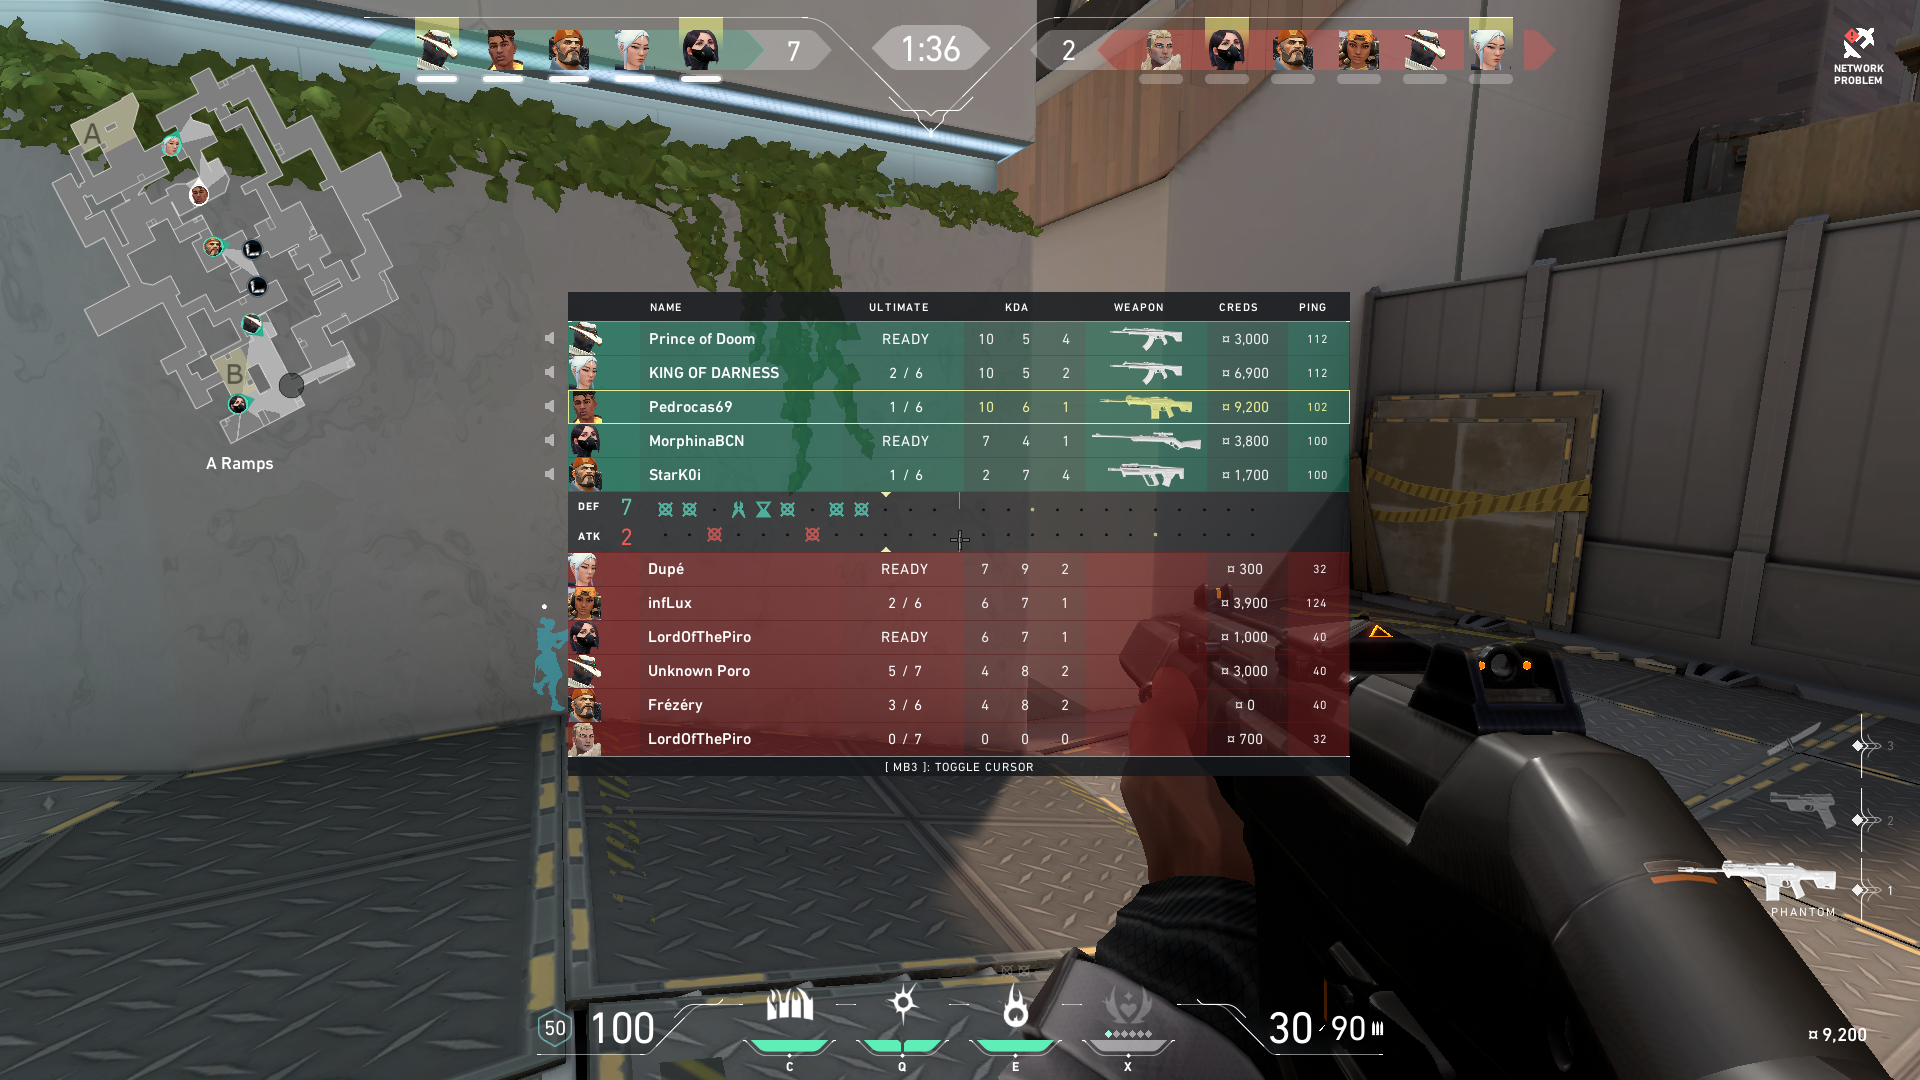 7
1:36
2
NETWORK
PROBLEM
A
B
A Ramps
NAME ULTIMATE KDA WEAPON CREDS PING
Prince of Doom READY 10 5 4 ¤ 3,000 112
KING OF DARNESS 2 / 6 10 5 2 ¤ 6,900 112
Pedrocas69 1 / 6 10 6 1 ¤ 9,200 102
MorphinaBCN READY 7 4 1 ¤ 3,800 100
StarK0i 1 / 6 2 7 4 ¤ 1,700 100
DEF 7
ATK 2
Dupé READY 7 9 2 ¤ 300 32
infLux 2 / 6 6 7 1 ¤ 3,900 124
LordOfThePiro READY 6 7 1 ¤ 1,000 40
Unknown Poro 5 / 7 4 8 2 ¤ 3,000 40
Frézéry 3 / 6 4 8 2 ¤ 0 40
LordOfThePiro 0 / 7 0 0 0 ¤ 700 32
[ MB3 ]: TOGGLE CURSOR
3
2
1
PHANTOM
50 100
C Q E X
30 / 90
¤ 9,200